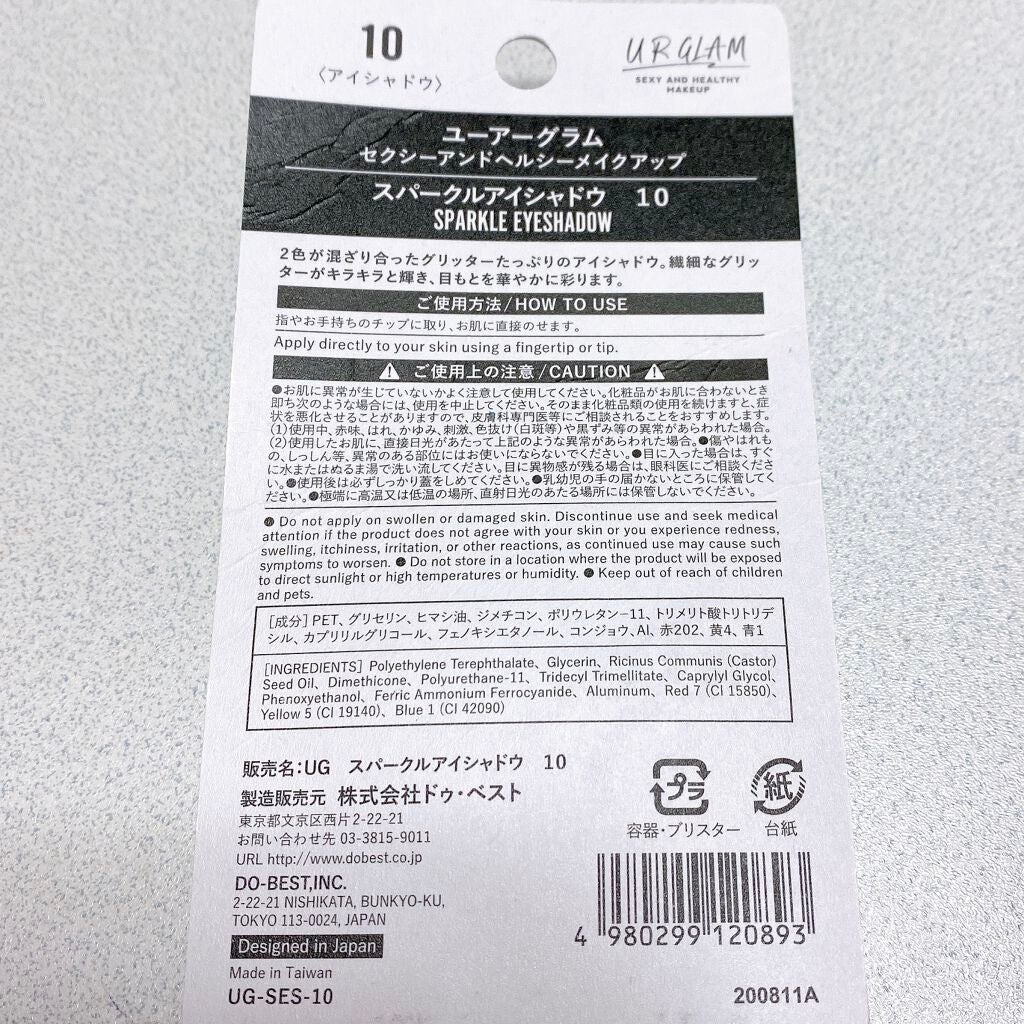 10
〈アイシャドウ〉
UR GLAM
SEXY AND HEALTHY
MAKEUP
ユーアーグラム
セクシーアンドヘルシーメイクアップ
スパークルアイシャドウ 10
SPARKLE EYESHADOW
2色が混ざり合ったグリッターたっぷりのアイシャドウ。繊細なグリッ
ターがキラキラと輝き、目もとを華やかに彩ります。
ご使用方法/HOW TO USE
指やお手持ちのチップに取り、お肌に直接のせます。
Apply directly to your skin using a fingertip or tip.
ご使用上の注意/CAUTION
●お肌に異常が生じていないかよく注意して使用してください。化粧品がお肌に合わないとき
即ち次のような場合には、使用を中止してください。そのまま化粧品類の使用を続けますと、症
状を悪化させることがありますので、皮膚科専門医等にご相談されることをおすすめします。
(1)使用中、赤味、はれ、かゆみ、刺激、色抜け(白斑等)や黒ずみ等の異常があらわれた場合。
(2)使用したお肌に、直接日光があたって上記のような異常があらわれた場合。●傷やはれも
の、しっしん等、異常のある部位にはお使いにならないでください。●目に入った場合は、すぐ
に水またはぬるま湯で洗い流してください。目に異物感が残る場合は、眼科医にご相談くださ
い。●使用後は必ずしっかり蓋をしめてください。●乳幼児の手の届かないところに保管してく
ださい。●極端に高温又は低温の場所、直射日光のあたる場所には保管しないでください。
● Do not apply on swollen or damaged skin. Discontinue use and seek medical
attention if the product does not agree with your skin or you experience redness,
swelling, itchiness, irritation, or other reactions, as continued use may cause such
symptoms to worsen. ● Do not store in a location where the product will be exposed
to direct sunlight or high temperatures or humidity. ● Keep out of reach of children
and pets.
[成分] PET、グリセリン、ヒマシ油、ジメチコン、ポリウレタン-11、トリメリト酸トリトリデ
シル、カプリリルグリコール、フェノキシエタノール、コンジョウ、Al、赤202、黄4、青1
[INGREDIENTS] Polyethylene Terephthalate、Glycerin、Ricinus Communis (Castor)
Seed Oil、Dimethicone、Polyurethane-11、Tridecyl Trimellitate、Caprylyl Glycol、
Phenoxyethanol、Ferric Ammonium Ferrocyanide、Aluminum、Red 7 (CI 15850)、
Yellow 5 (CI 19140)、Blue 1 (CI 42090)
販売名:UG スパークルアイシャドウ 10
製造販売元 株式会社ドゥ・ベスト
東京都文京区西片2-22-21
お問い合わせ先 03-3815-9011
URL http://www.dobest.co.jp
DO-BEST,INC.
2-22-21 NISHIKATA, BUNKYO-KU,
TOKYO 113-0024, JAPAN
Designed in Japan
Made in Taiwan
UG-SES-10
プラ
容器・ブリスター
紙
台紙
4 980299 120893
200811A